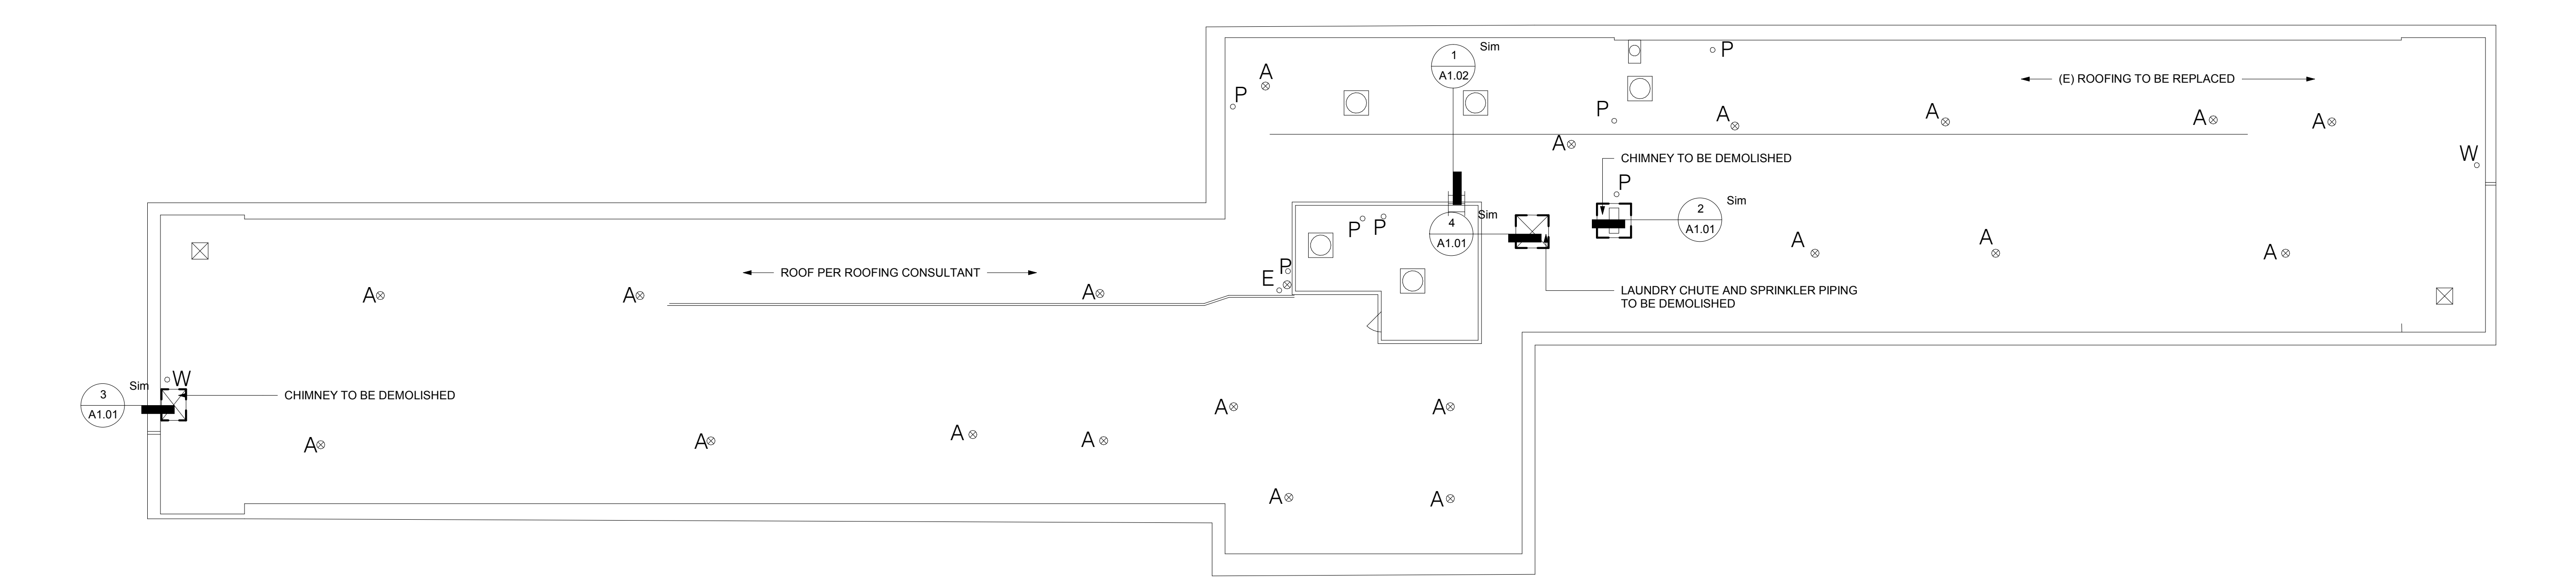 1
A1.02
Sim
A
P
P
(E) ROOFING TO BE REPLACED
P
A
A
A
A
A
CHIMNEY TO BE DEMOLISHED
W
P
2
A1.01
Sim
4
A1.01
Sim
P
P
A
A
A
P
E
ROOF PER ROOFING CONSULTANT
A
A
A
LAUNDRY CHUTE AND SPRINKLER PIPING
TO BE DEMOLISHED
W
3
A1.01
Sim
CHIMNEY TO BE DEMOLISHED
A
A
A
A
A
A
A
A